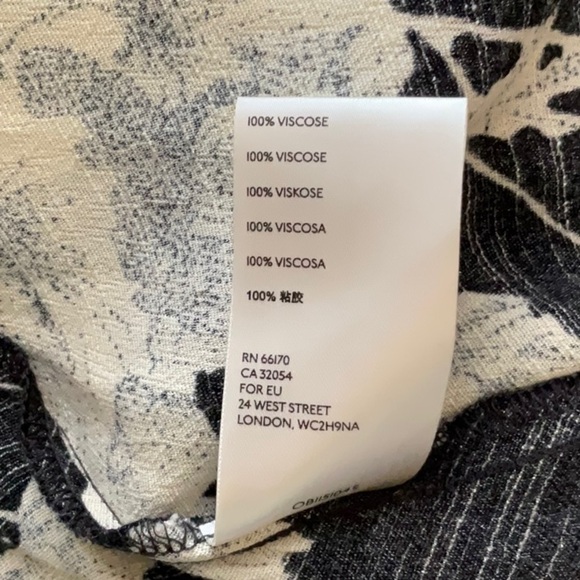 100% VISCOSE
100% VISCOSE
100% VISKOSE
100% VISCOSA
100% VISCOSA
100% 粘胶
RN 66170
CA 32054
FOR EU
24 WEST STREET
LONDON, WC2H9NA